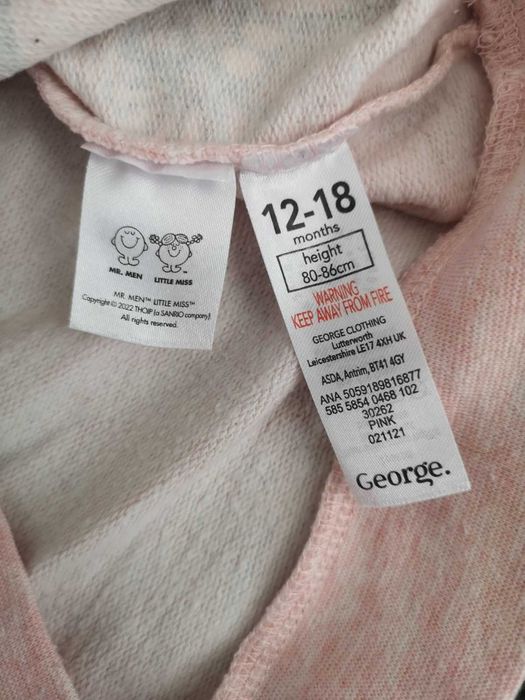 MR. MEN LITTLE MISS
MR. MEN™ LITTLE MISS™
Copyright © 2022 THOIP (a SANRIO company).
All rights reserved.
12-18
months
height
80-86cm
WARNING
KEEP AWAY FROM FIRE
GEORGE CLOTHING
Lutterworth
Leicestershire LE17 4XH UK
ASDA, Antrim, BT41 4GY
ANA 5059189816877
585 5854 0468 102
30262
PINK
021121
George.